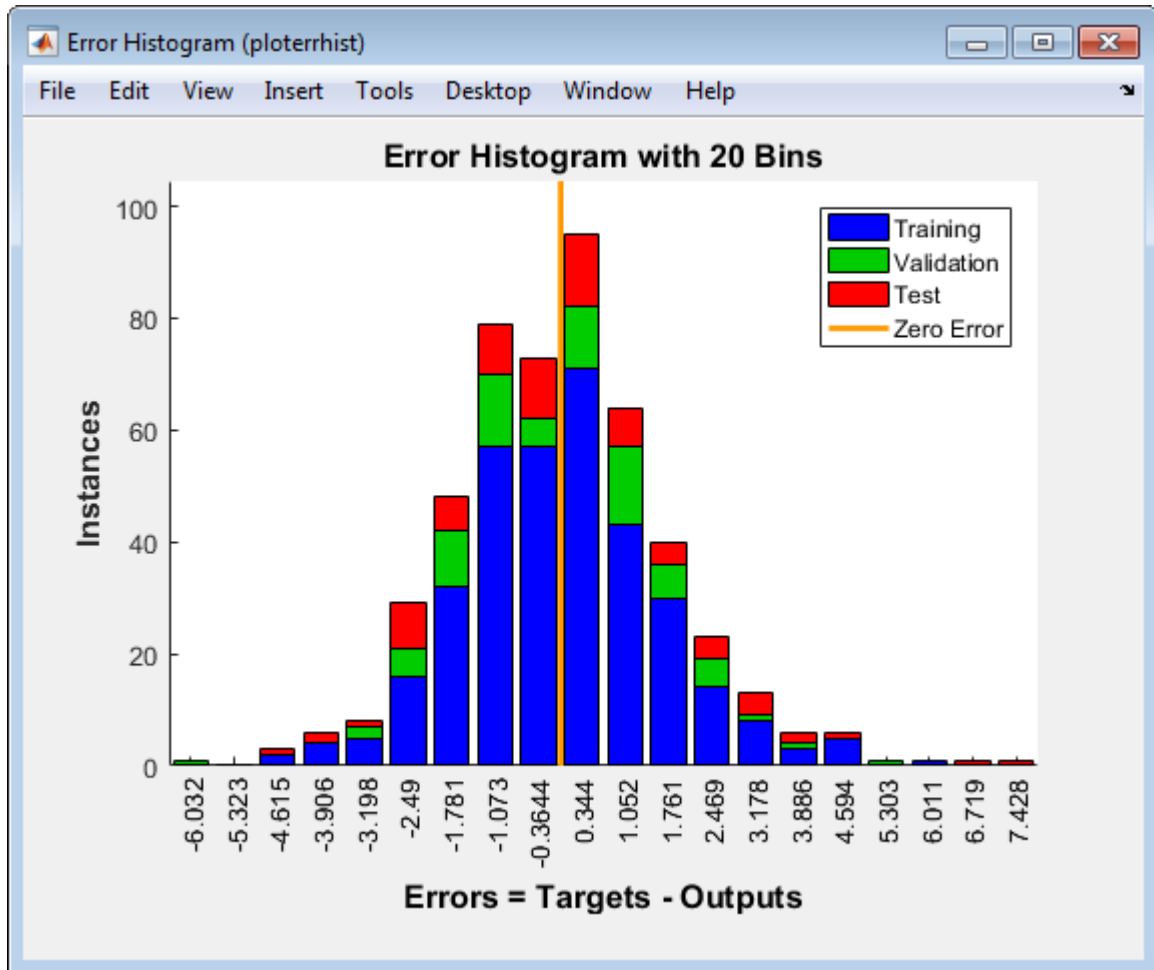 Error Histogram (ploterrhist)
File Edit View Insert Tools Desktop Window Help
Error Histogram with 20 Bins
Instances
100
80
60
40
20
0
Training
Validation
Test
Zero Error
-6.032 -5.323 -4.615 -3.906 -3.198 -2.49 -1.781 -1.073 -0.3644 0.344 1.052 1.761 2.469 3.178 3.886 4.594 5.303 6.011 6.719 7.428
Errors = Targets - Outputs